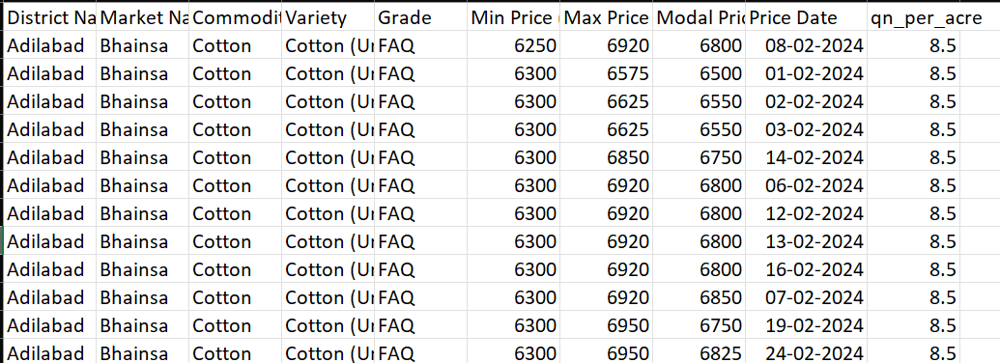 District Na Market Na Commodit Variety Grade Min Price ( Max Price Modal Pric Price Date qn_per_acre
Adilabad Bhainsa Cotton Cotton (Ur FAQ 6250 6920 6800 08-02-2024 8.5
Adilabad Bhainsa Cotton Cotton (Ur FAQ 6300 6575 6500 01-02-2024 8.5
Adilabad Bhainsa Cotton Cotton (Ur FAQ 6300 6625 6550 02-02-2024 8.5
Adilabad Bhainsa Cotton Cotton (Ur FAQ 6300 6625 6550 03-02-2024 8.5
Adilabad Bhainsa Cotton Cotton (Ur FAQ 6300 6850 6750 14-02-2024 8.5
Adilabad Bhainsa Cotton Cotton (Ur FAQ 6300 6920 6800 06-02-2024 8.5
Adilabad Bhainsa Cotton Cotton (Ur FAQ 6300 6920 6800 12-02-2024 8.5
Adilabad Bhainsa Cotton Cotton (Ur FAQ 6300 6920 6800 13-02-2024 8.5
Adilabad Bhainsa Cotton Cotton (Ur FAQ 6300 6920 6800 16-02-2024 8.5
Adilabad Bhainsa Cotton Cotton (Ur FAQ 6300 6920 6850 07-02-2024 8.5
Adilabad Bhainsa Cotton Cotton (Ur FAQ 6300 6950 6750 19-02-2024 8.5
Adilabad Bhainsa Cotton Cotton (Ur FAQ 6300 6950 6825 24-02-2024 8.5